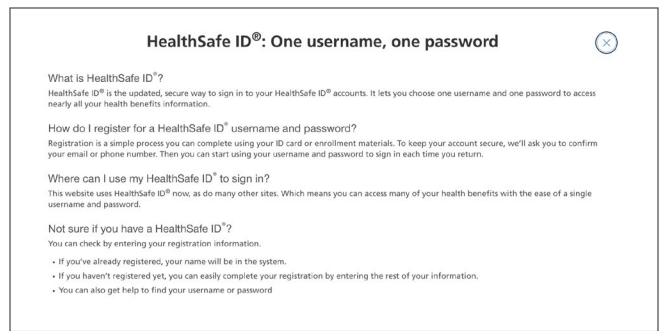 HealthSafe ID®: One username, one password
What is HealthSafe ID®?
HealthSafe ID® is the updated, secure way to sign in to your HealthSafe ID® accounts. It lets you choose one username and one password to access
nearly all your health benefits information.
How do I register for a HealthSafe ID® username and password?
Registration is a simple process you can complete using your ID card or enrollment materials. To keep your account secure, we'll ask you to confirm
your email or phone number. Then you can start using your username and password to sign in each time you return.
Where can I use my HealthSafe ID® to sign in?
This website uses HealthSafe ID® now, as do many other sites. Which means you can access many of your health benefits with the ease of a single
username and password.
Not sure if you have a HealthSafe ID®?
You can check by entering your registration information.
• If you've already registered, your name will be in the system.
• If you haven't registered yet, you can easily complete your registration by entering the rest of your information.
• You can also get help to find your username or password